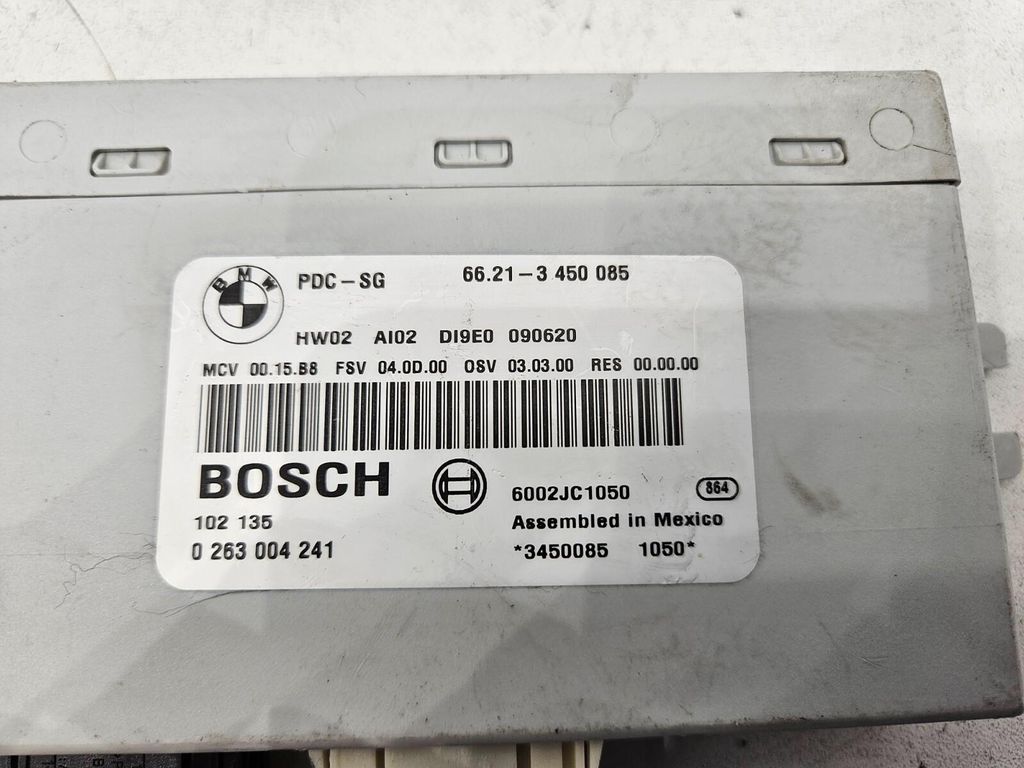 BMW
PDC-SG 66.21-3 450 085
HW02 AI02 DI9E0 090620
MCV 00.15.B8 FSV 04.0D.00 OSV 03.03.00 RES 00.00.00
BOSCH
6002JC1050 864
102 135 Assembled in Mexico
0 263 004 241 *3450085 1050*